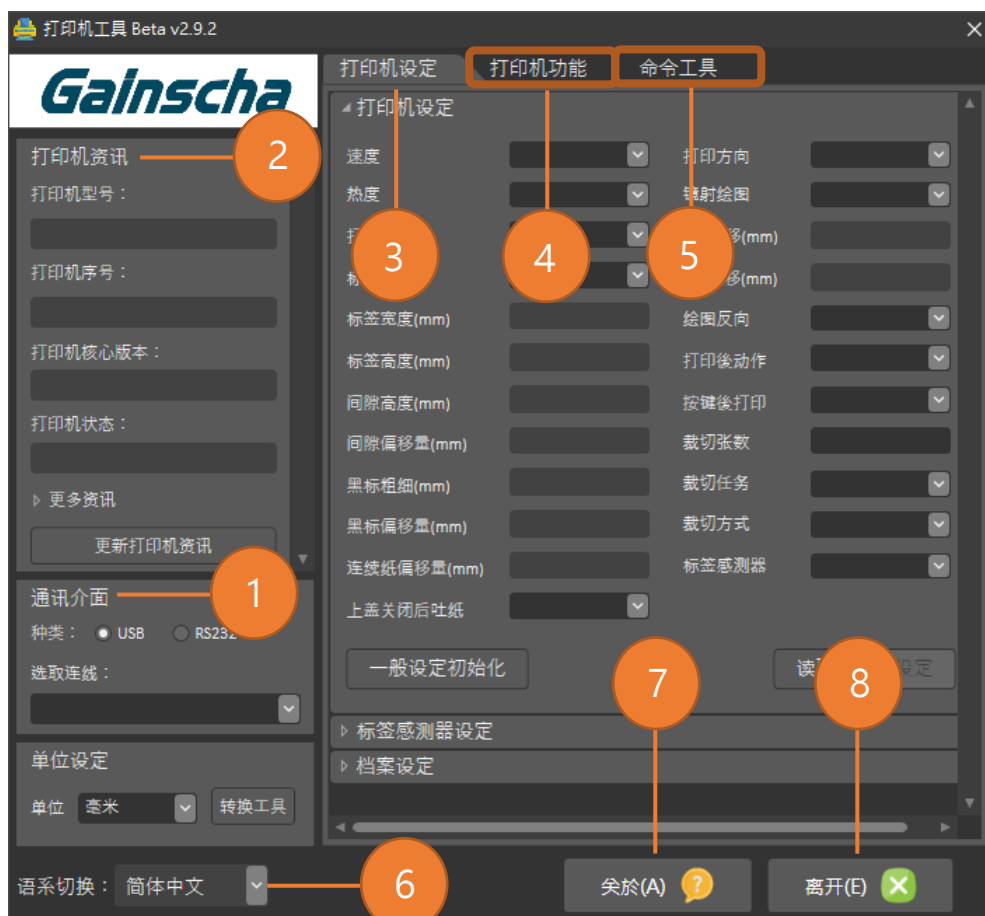 打印机工具 Beta v2.9.2
Gainscha
打印机设定
打印机功能
命令工具
打印机资讯
2
打印机型号：
打印机序号：
打印机核心版本：
打印机状态：
更多资讯
更新打印机资讯
通讯介面
1
种类： USB RS232
选取连线：
单位设定
单位 毫米 转换工具
打印机设定
速度 打印方向
热度 镜射绘图
3
4
5
(mm)
(mm)
标签宽度(mm) 绘图反向
标签高度(mm) 打印後动作
间隙高度(mm) 按键後打印
间隙偏移量(mm) 裁切张数
黑标粗细(mm) 裁切任务
黑标偏移量(mm) 裁切方式
连续纸偏移量(mm) 标签感测器
上盖关闭后吐纸
一般设定初始化
读
设定
7
8
标签感测器设定
档案设定
语系切换： 简体中文
6
关於(A)
离开(E)